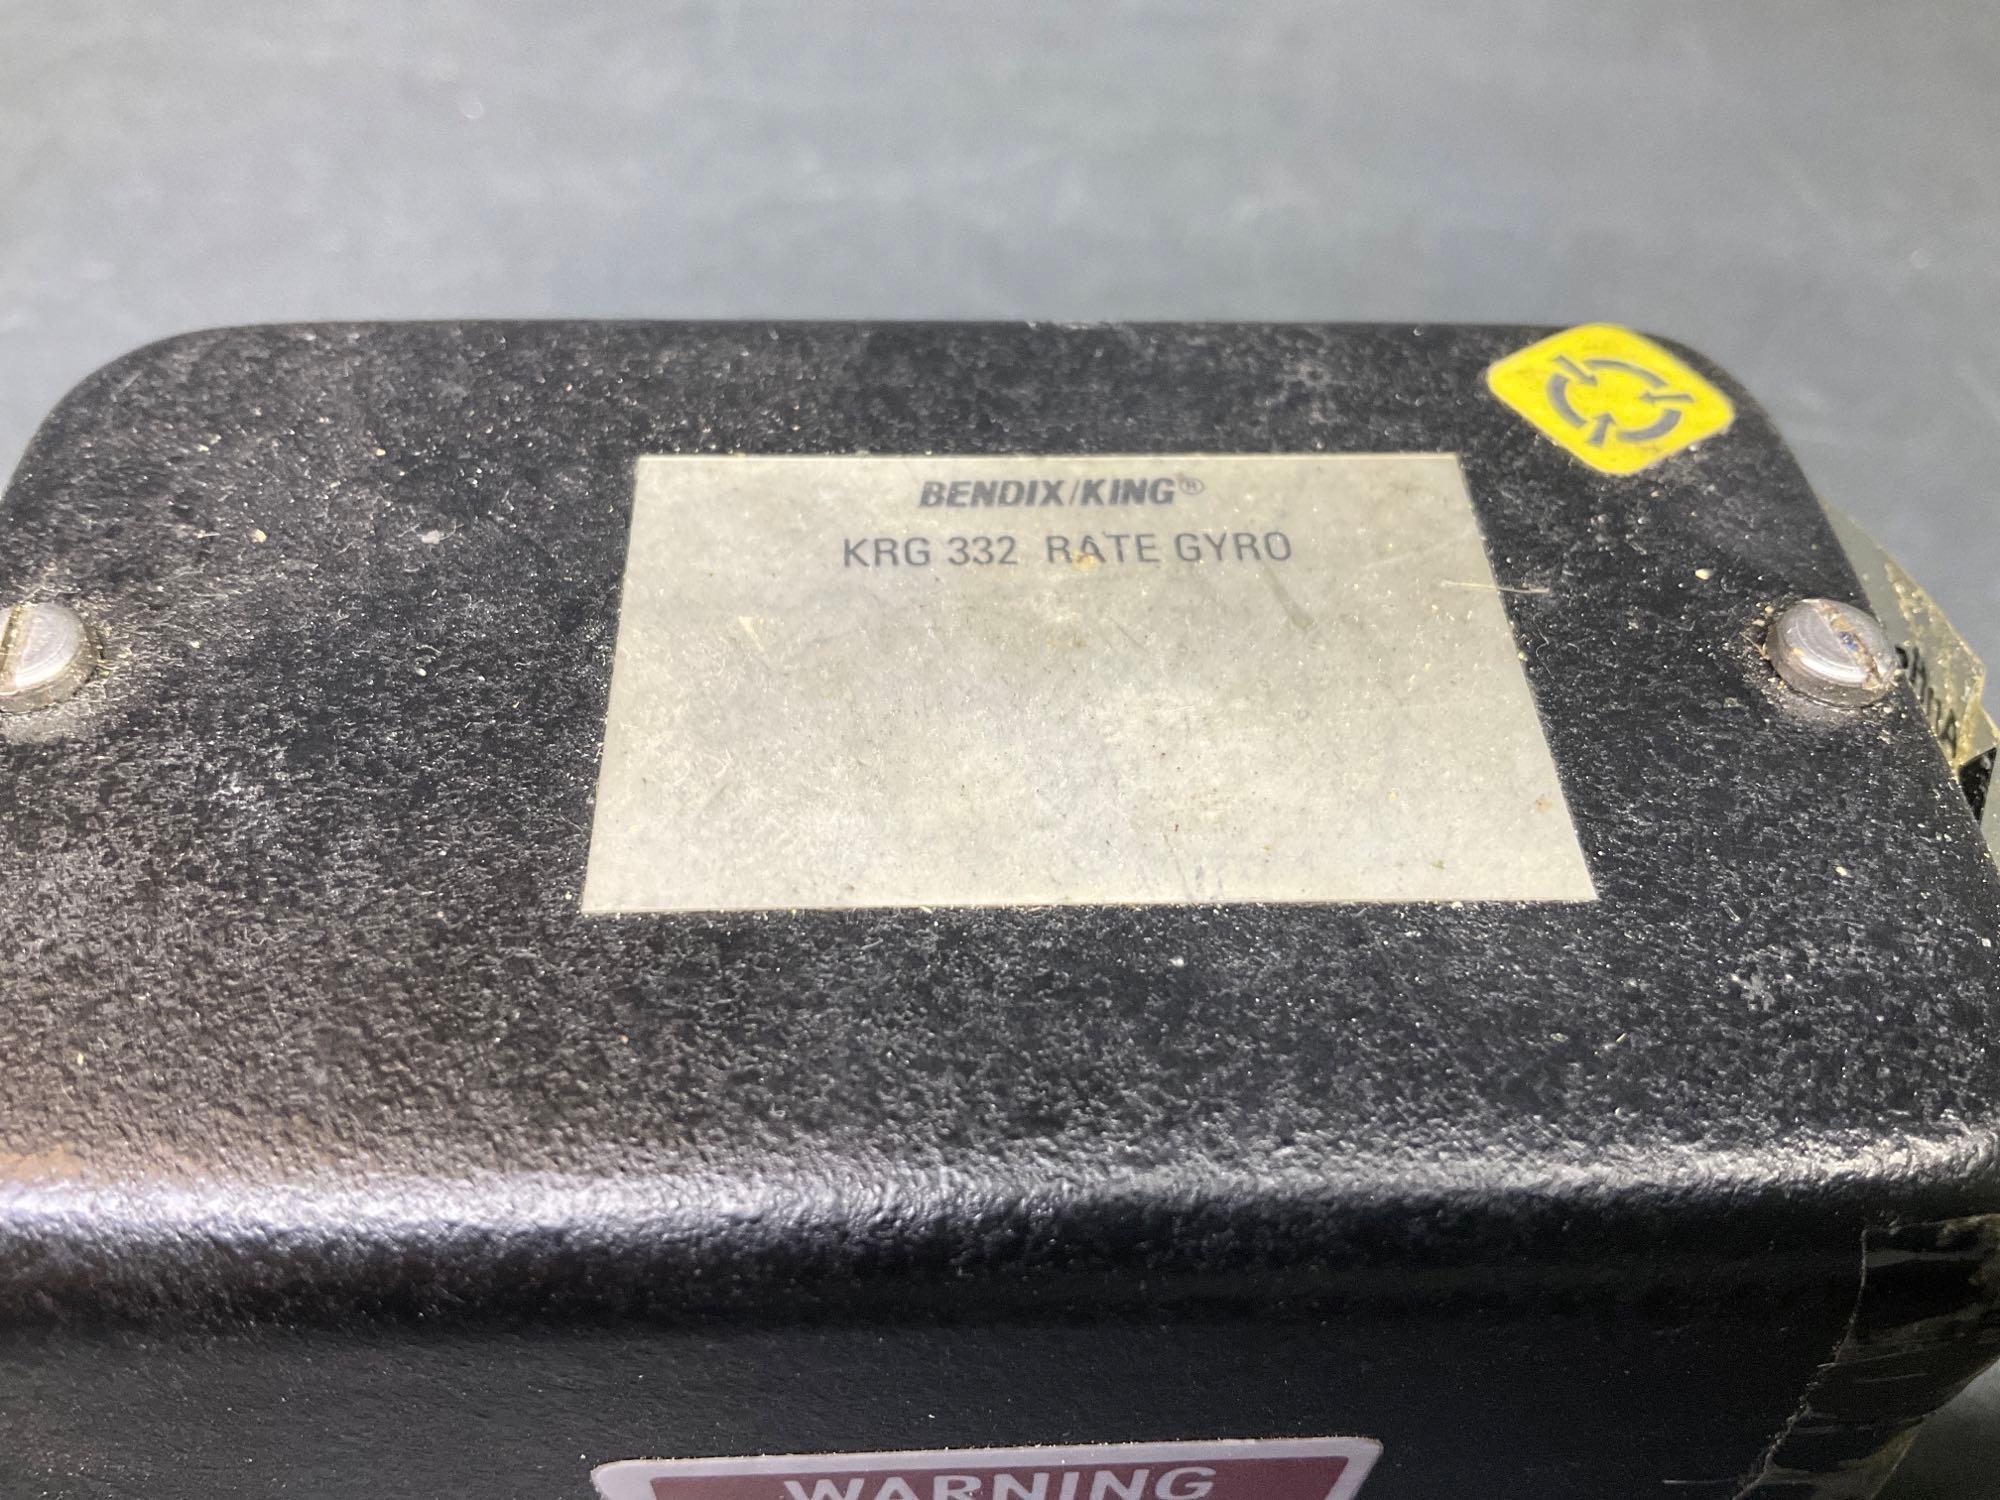 BENDIX/KING®
KRG 332 RATE GYRO
WARNING